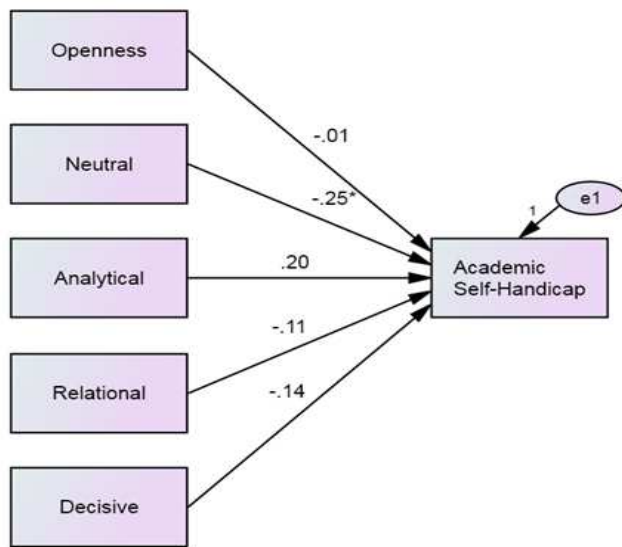 Openness
-.01
Neutral
-.25*
e1
1
Analytical
.20
Academic
Self-Handicap
Relational
-.11
-.14
Decisive